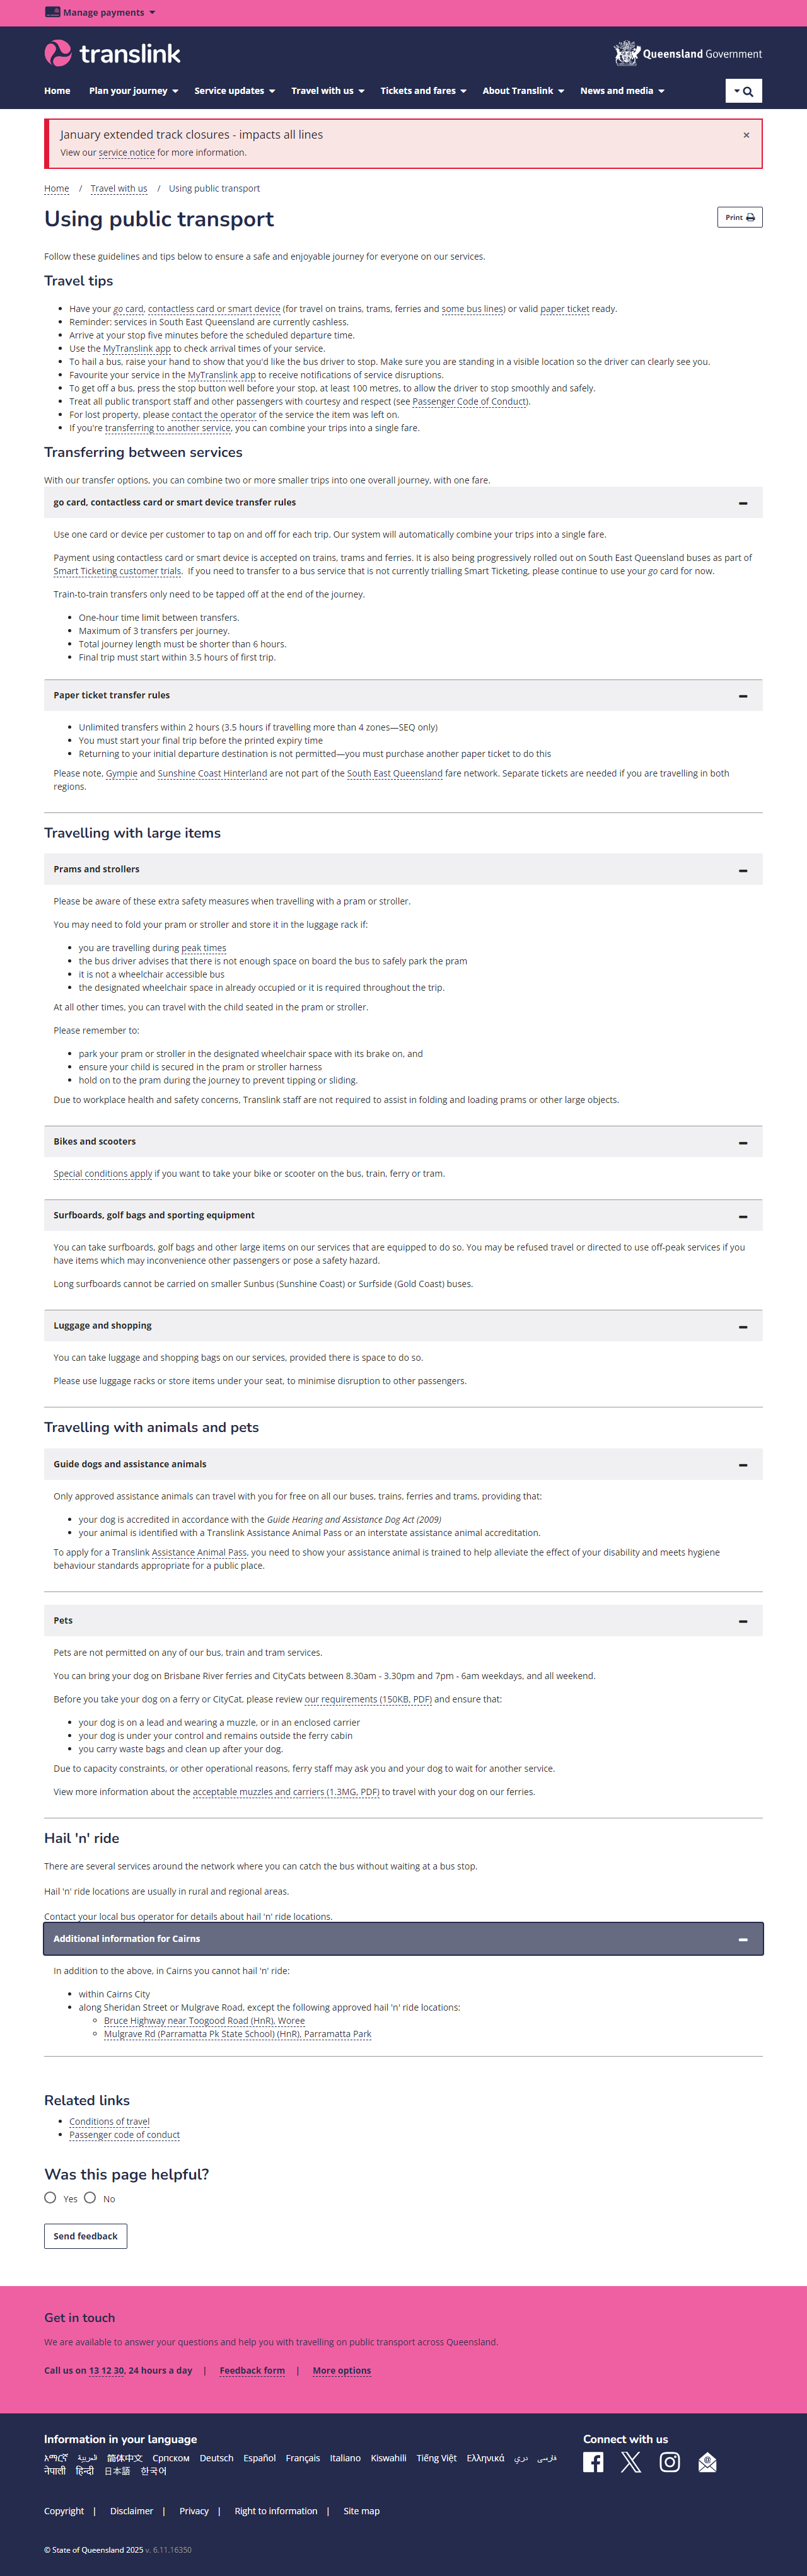 Manage payments
translink
Queensland Government
Home Plan your journey Service updates Travel with us Tickets and fares About Translink News and media
January extended track closures - impacts all lines ×
View our service notice for more information.
Home / Travel with us / Using public transport
Using public transport
Print
Follow these guidelines and tips below to ensure a safe and enjoyable journey for everyone on our services.
Travel tips
Have your go card, contactless card or smart device (for travel on trains, trams, ferries and some bus lines) or valid paper ticket ready.
Reminder: services in South East Queensland are currently cashless.
Arrive at your stop five minutes before the scheduled departure time.
Use the MyTranslink app to check arrival times of your service.
To hail a bus, raise your hand to show that you'd like the bus driver to stop. Make sure you are standing in a visible location so the driver can clearly see you.
Favourite your service in the MyTranslink app to receive notifications of service disruptions.
To get off a bus, press the stop button well before your stop, at least 100 metres, to allow the driver to stop smoothly and safely.
Treat all public transport staff and other passengers with courtesy and respect (see Passenger Code of Conduct).
For lost property, please contact the operator of the service the item was left on.
If you're transferring to another service, you can combine your trips into a single fare.
Transferring between services
With our transfer options, you can combine two or more smaller trips into one overall journey, with one fare.
go card, contactless card or smart device transfer rules
Use one card or device per customer to tap on and off for each trip. Our system will automatically combine your trips into a single fare.
Payment using contactless card or smart device is accepted on trains, trams and ferries. It is also being progressively rolled out on South East Queensland buses as part of
Smart Ticketing customer trials. If you need to transfer to a bus service that is not currently trialling Smart Ticketing, please continue to use your go card for now.
Train-to-train transfers only need to be tapped off at the end of the journey.
One-hour time limit between transfers.
Maximum of 3 transfers per journey.
Total journey length must be shorter than 6 hours.
Final trip must start within 3.5 hours of first trip.
Paper ticket transfer rules
Unlimited transfers within 2 hours (3.5 hours if travelling more than 4 zones—SEQ only)
You must start your final trip before the printed expiry time
Returning to your initial departure destination is not permitted—you must purchase another paper ticket to do this
Please note, Gympie and Sunshine Coast Hinterland are not part of the South East Queensland fare network. Separate tickets are needed if you are travelling in both
regions.
Travelling with large items
Prams and strollers
Please be aware of these extra safety measures when travelling with a pram or stroller.
You may need to fold your pram or stroller and store it in the luggage rack if:
you are travelling during peak times
the bus driver advises that there is not enough space on board the bus to safely park the pram
it is not a wheelchair accessible bus
the designated wheelchair space in already occupied or it is required throughout the trip.
At all other times, you can travel with the child seated in the pram or stroller.
Please remember to:
park your pram or stroller in the designated wheelchair space with its brake on, and
ensure your child is secured in the pram or stroller harness
hold on to the pram during the journey to prevent tipping or sliding.
Due to workplace health and safety concerns, Translink staff are not required to assist in folding and loading prams or other large objects.
Bikes and scooters
Special conditions apply if you want to take your bike or scooter on the bus, train, ferry or tram.
Surfboards, golf bags and sporting equipment
You can take surfboards, golf bags and other large items on our services that are equipped to do so. You may be refused travel or directed to use off-peak services if you
have items which may inconvenience other passengers or pose a safety hazard.
Long surfboards cannot be carried on smaller Sunbus (Sunshine Coast) or Surfside (Gold Coast) buses.
Luggage and shopping
You can take luggage and shopping bags on our services, provided there is space to do so.
Please use luggage racks or store items under your seat, to minimise disruption to other passengers.
Travelling with animals and pets
Guide dogs and assistance animals
Only approved assistance animals can travel with you for free on all our buses, trains, ferries and trams, providing that:
your dog is accredited in accordance with the Guide Hearing and Assistance Dog Act (2009)
your animal is identified with a Translink Assistance Animal Pass or an interstate assistance animal accreditation.
To apply for a Translink Assistance Animal Pass, you need to show your assistance animal is trained to help alleviate the effect of your disability and meets hygiene
behaviour standards appropriate for a public place.
Pets
Pets are not permitted on any of our bus, train and tram services.
You can bring your dog on Brisbane River ferries and CityCats between 8.30am - 3.30pm and 7pm - 6am weekdays, and all weekend.
Before you take your dog on a ferry or CityCat, please review our requirements (150KB, PDF) and ensure that:
your dog is on a lead and wearing a muzzle, or in an enclosed carrier
your dog is under your control and remains outside the ferry cabin
you carry waste bags and clean up after your dog.
Due to capacity constraints, or other operational reasons, ferry staff may ask you and your dog to wait for another service.
View more information about the acceptable muzzles and carriers (1.3MG, PDF) to travel with your dog on our ferries.
Hail 'n' ride
There are several services around the network where you can catch the bus without waiting at a bus stop.
Hail 'n' ride locations are usually in rural and regional areas.
Contact your local bus operator for details about hail 'n' ride locations.
Additional information for Cairns
In addition to the above, in Cairns you cannot hail 'n' ride:
within Cairns City
along Sheridan Street or Mulgrave Road, except the following approved hail 'n' ride locations:
Bruce Highway near Toogood Road (HnR), Woree
Mulgrave Rd (Parramatta Pk State School) (HnR), Parramatta Park
Related links
Conditions of travel
Passenger code of conduct
Was this page helpful?
Yes No
Send feedback
Get in touch
We are available to answer your questions and help you with travelling on public transport across Queensland.
Call us on 13 12 30, 24 hours a day | Feedback form | More options
Information in your language
አማርኛ العربية 简体中文 Српском Deutsch Español Français Italiano Kiswahili Tiếng Việt Ελληνικά دری فارسی
नेपाली हिन्दी 日本語 한국어
Connect with us
Copyright | Disclaimer | Privacy | Right to information | Site map
© State of Queensland 2025 v. 6.11.16350